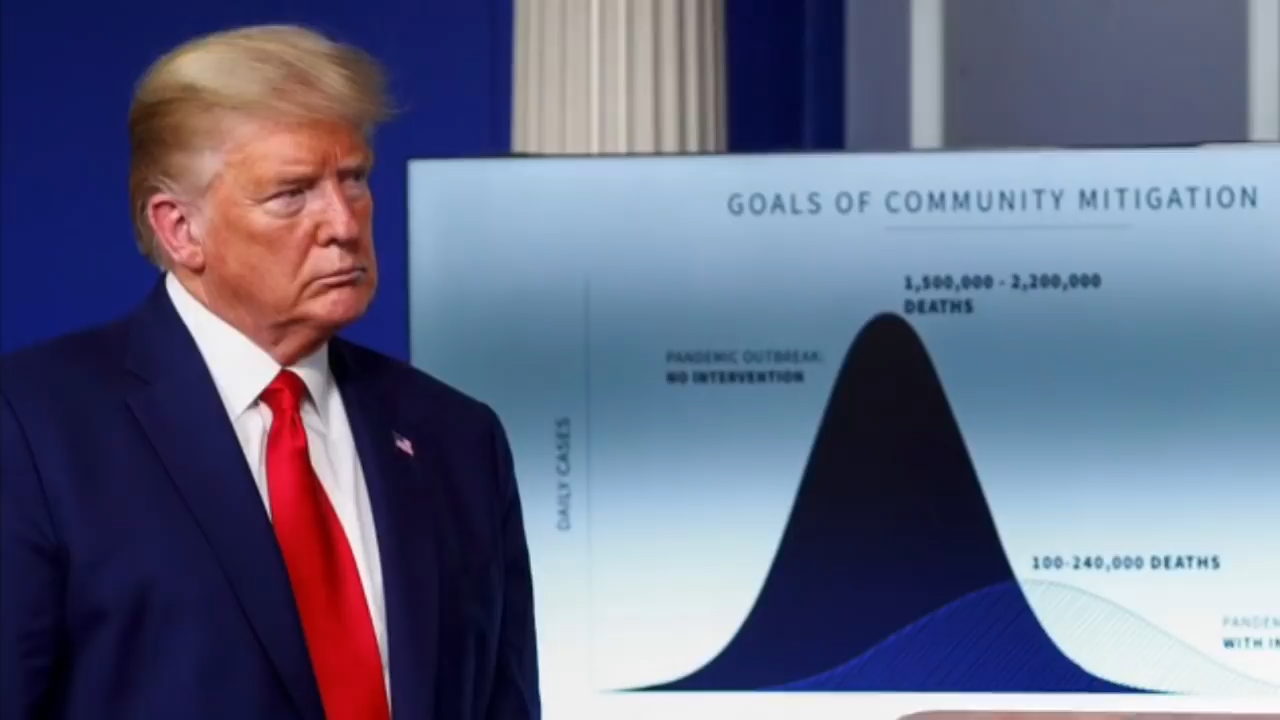 GOALS OF COMMUNITY MITIGATION
1,500,000 - 2,200,000
DEATHS
PANDEMIC OUTBREAK:
NO INTERVENTION
DAILY CASES
100-240,000 DEATHS
WITH